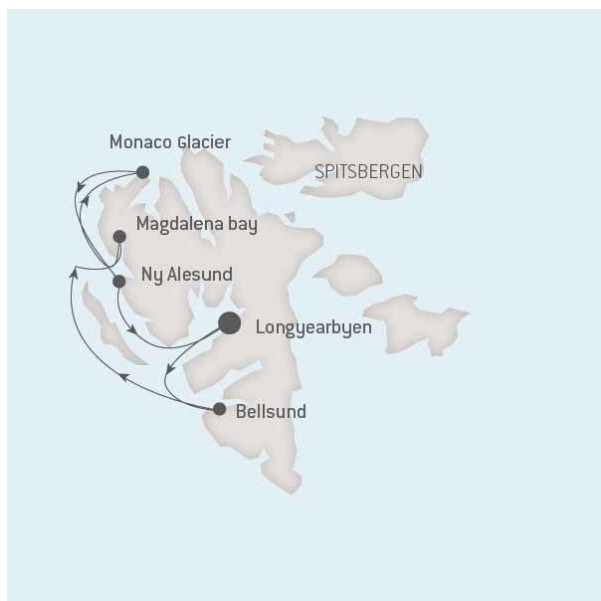 Monaco Glacier
SPITSBERGEN
Magdalena bay
Ny Alesund
Longyearbyen
Bellsund